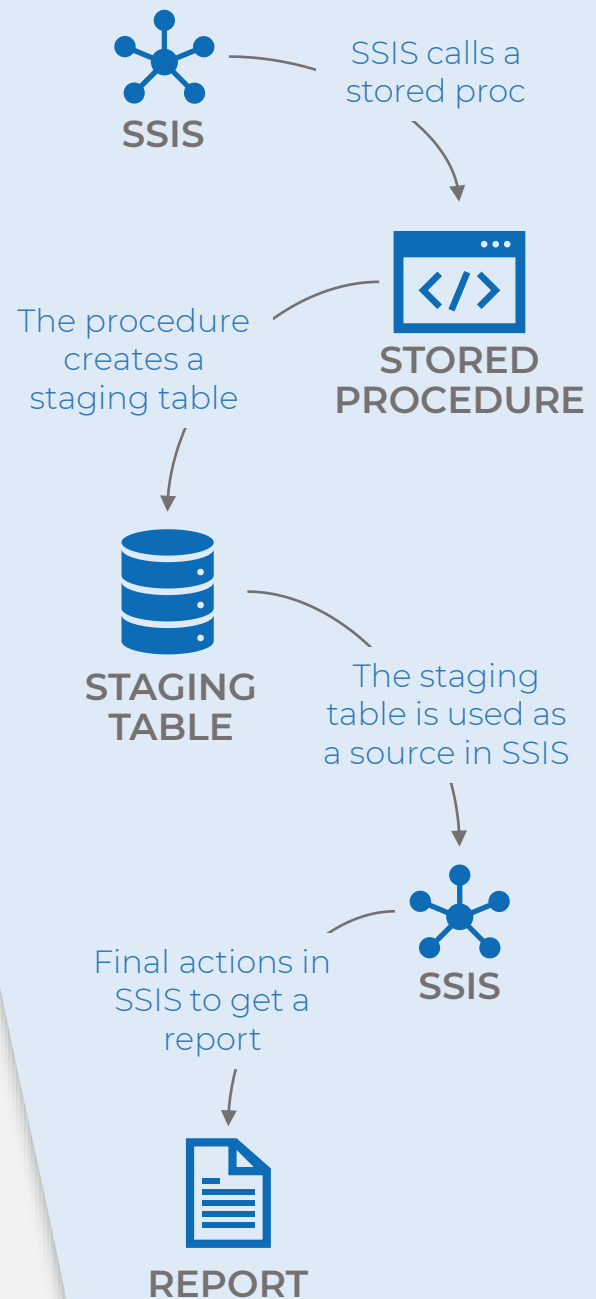 SSIS
SSIS calls a
stored proc
</>
STORED
PROCEDURE
The procedure
creates a
staging table
STAGING
TABLE
The staging
table is used as
a source in SSIS
SSIS
Final actions in
SSIS to get a
report
REPORT